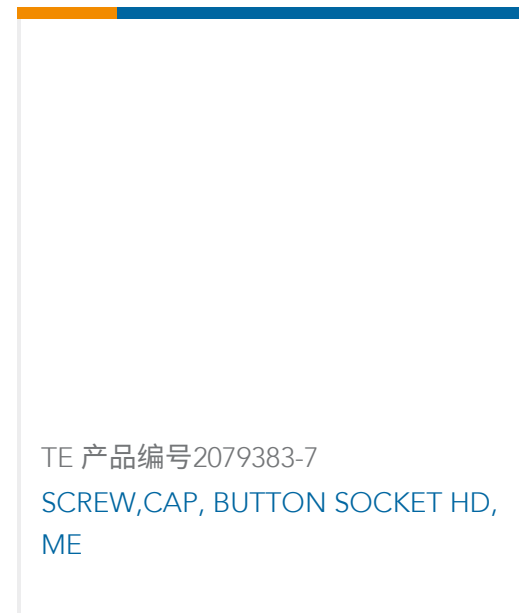 TE 产品编号2079383-7
SCREW,CAP, BUTTON SOCKET HD,
ME